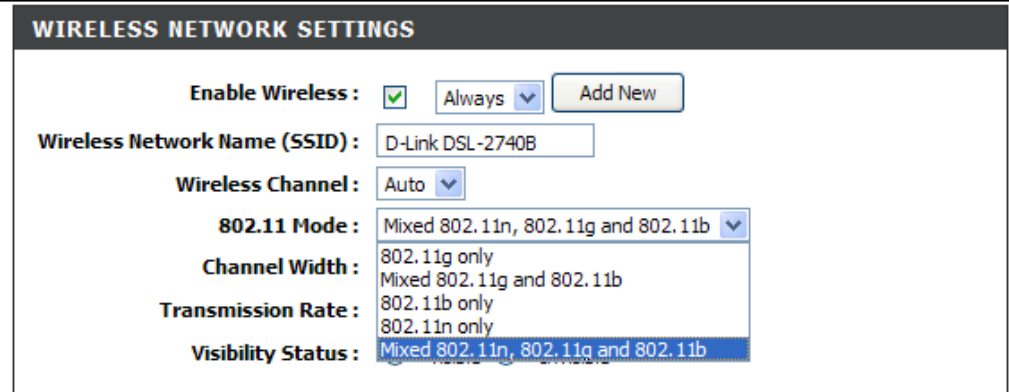 WIRELESS NETWORK SETTINGS
Enable Wireless : Always Add New
Wireless Network Name (SSID) : D-Link DSL-2740B
Wireless Channel : Auto
802.11 Mode : Mixed 802.11n, 802.11g and 802.11b
802.11g only
Channel Width :
Mixed 802.11g and 802.11b
802.11b only
Transmission Rate :
802.11n only
Visibility Status : Mixed 802.11n, 802.11g and 802.11b